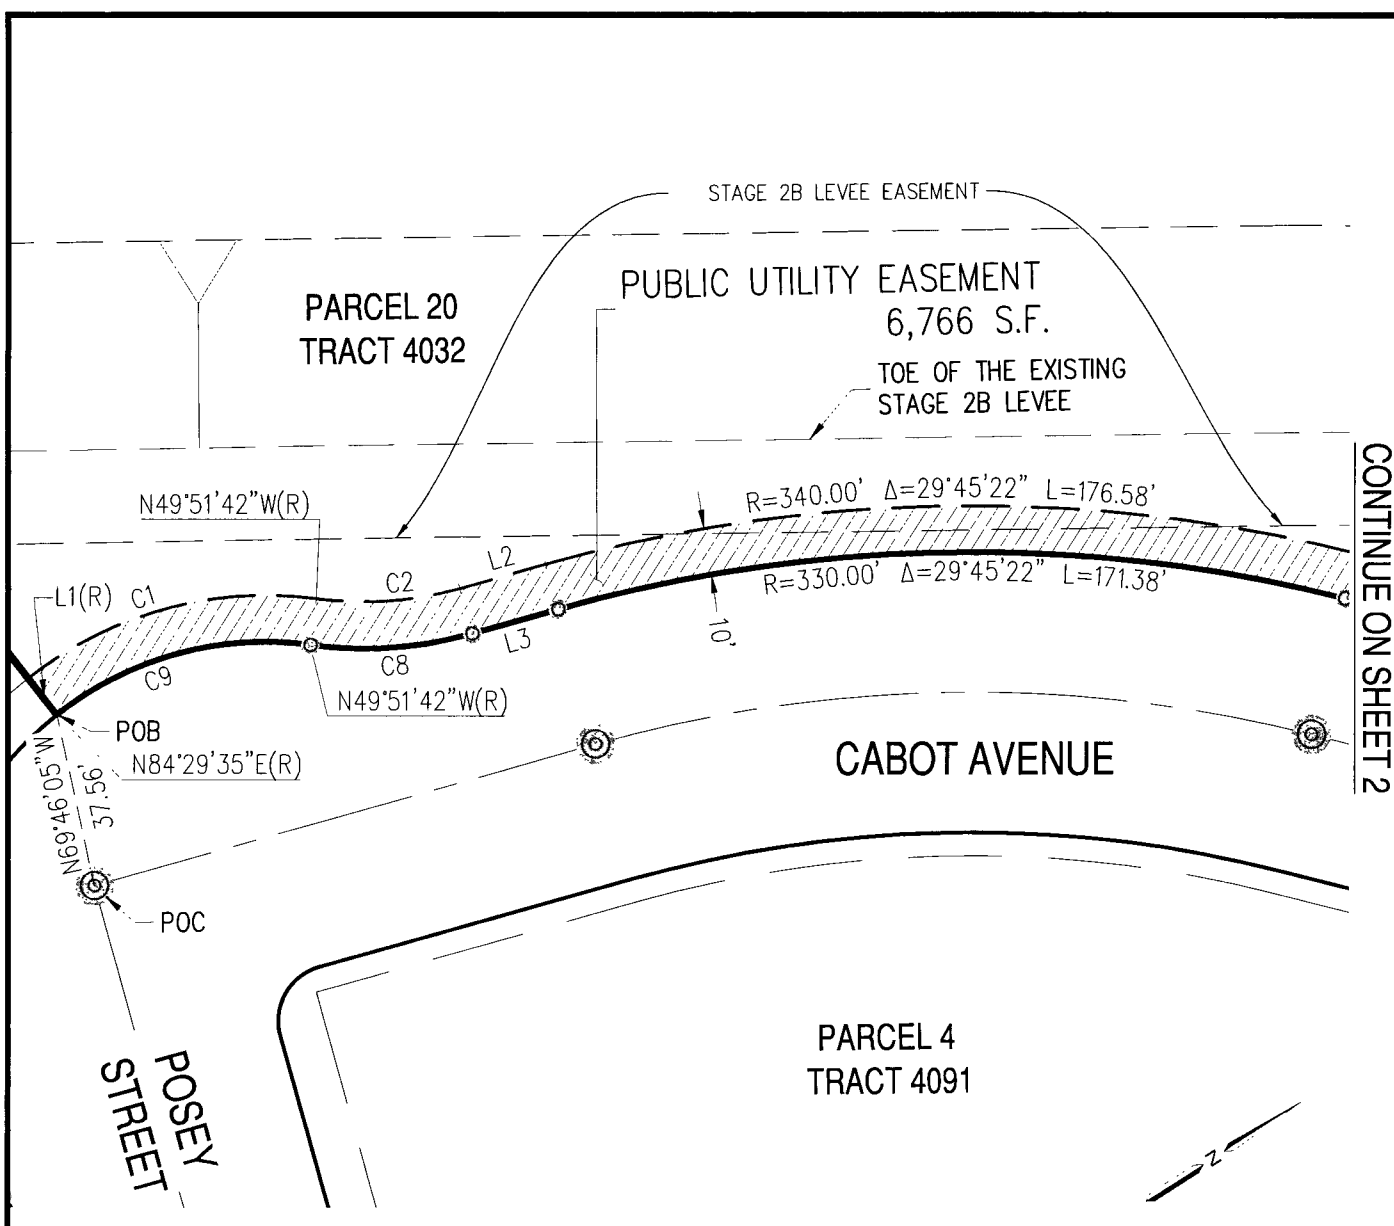 STAGE 2B LEVEE EASEMENT
PUBLIC UTILITY EASEMENT
6,766 S.F.
PARCEL 20
TRACT 4032
TOE OF THE EXISTING
STAGE 2B LEVEE
CONTINUE ON SHEET 2
N49°51'42"W(R)
R=340.00' Δ=29°45'22" L=176.58'
L1(R)
C1
C2
L2
R=330.00' Δ=29°45'22" L=171.38'
10'
L3
C8
C9
N49°51'42"W(R)
POB
N84°29'35"E(R)
N69°46'05"W
37.56'
CABOT AVENUE
POC
POSEY
STREET
PARCEL 4
TRACT 4091
N